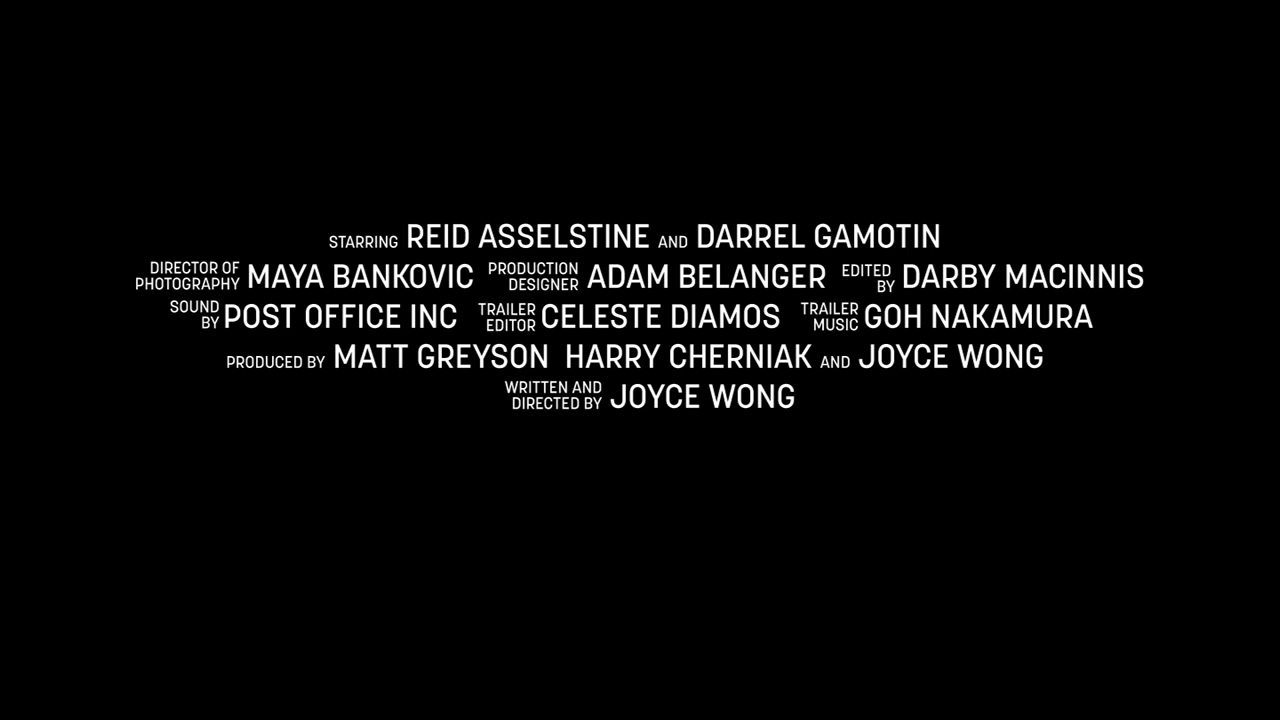 STARRING REID ASSELSTINE AND DARREL GAMOTIN
DIRECTOR OF PHOTOGRAPHY MAYA BANKOVIC PRODUCTION DESIGNER ADAM BELANGER EDITED BY DARBY MACINNIS
SOUND BY POST OFFICE INC TRAILER EDITOR CELESTE DIAMOS TRAILER MUSIC GOH NAKAMURA
PRODUCED BY MATT GREYSON HARRY CHERNIAK AND JOYCE WONG
WRITTEN AND DIRECTED BY JOYCE WONG